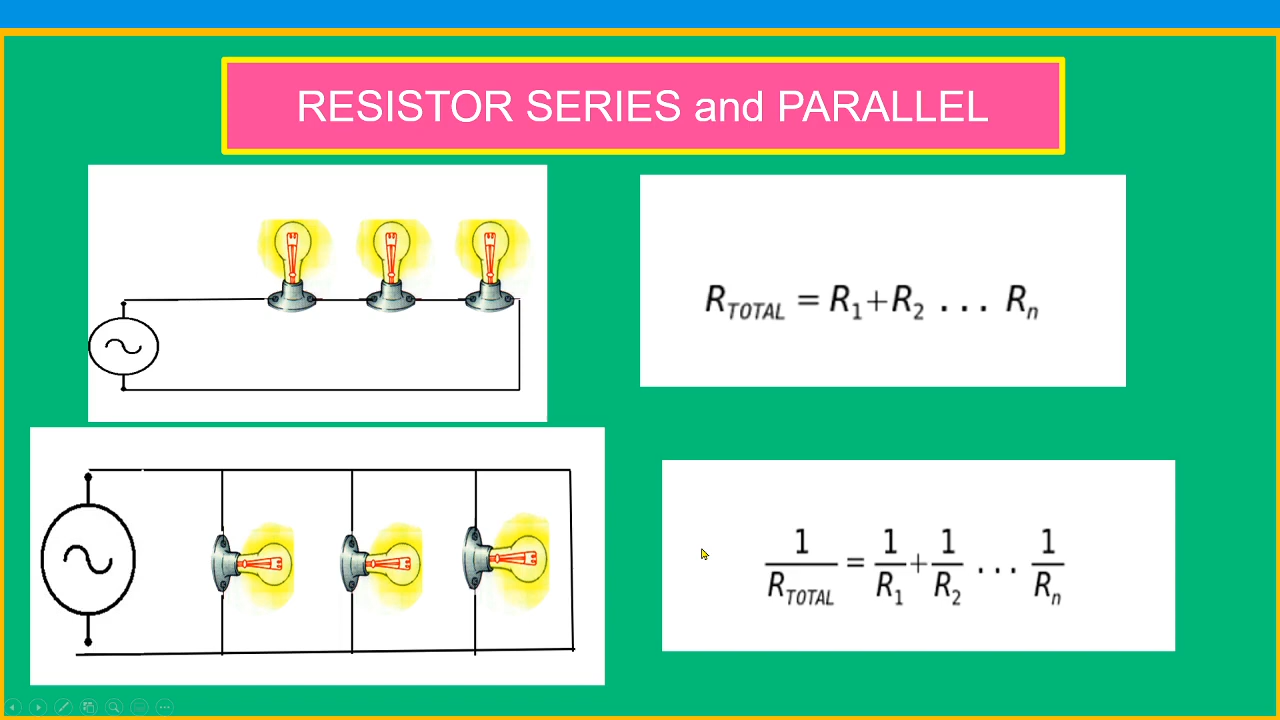 RESISTOR SERIES and PARALLEL
R_TOTAL = R_1+R_2 ... R_n
1/R_TOTAL = 1/R_1 + 1/R_2 ... 1/R_n